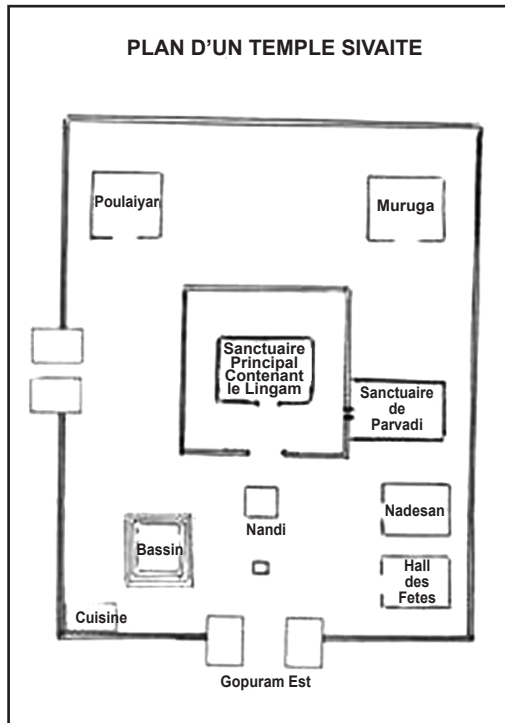 PLAN D'UN TEMPLE SIVAITE
Poulaiyar
Muruga
Sanctuaire
Principal
Contenant
le Lingam
Sanctuaire
de
Parvadi
Nandi
Nadesan
Bassin
Hall
des
Fetes
Cuisine
Gopuram Est